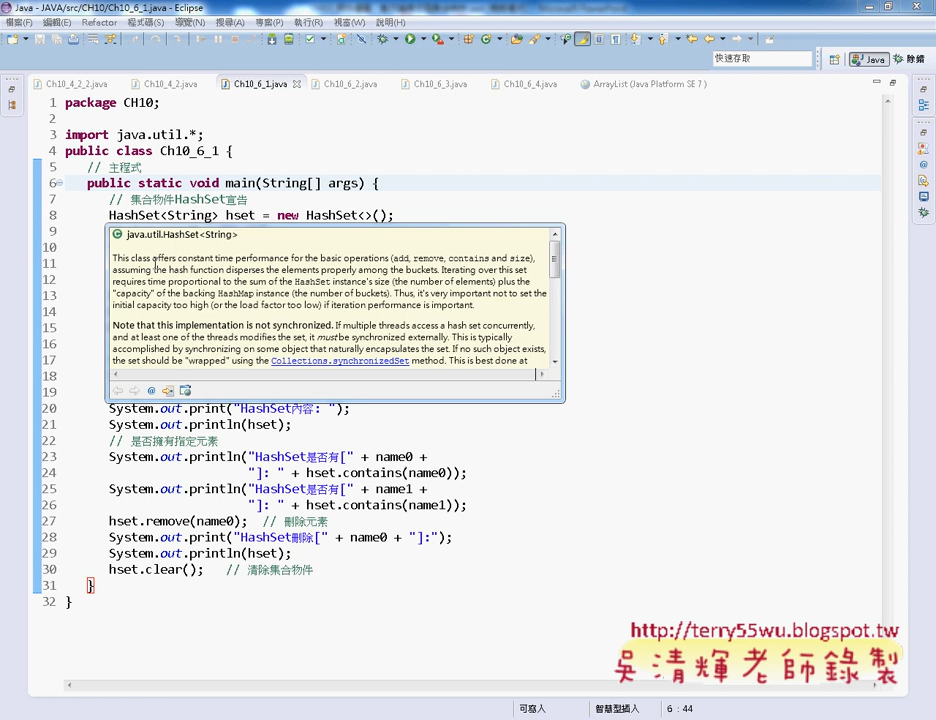 Java - JAVA/src/CH10/Ch10_6_1.java - Eclipse
檔案(F) 編輯(E) Refactor 程式碼(S) 導覽(N) 搜尋(A) 專案(P) 執行(R) 視窗(W) 說明(H)
快速存取
Java
除錯
Ch10_4_2_2.java Ch10_4_2.java Ch10_6_1.java Ch10_6_2.java Ch10_6_3.java Ch10_6_4.java ArrayList (Java Platform SE 7 )
1 package CH10;
2
3 import java.util.*;
4 public class Ch10_6_1 {
5 // 主程式
6 public static void main(String[] args) {
7 // 集合物件HashSet宣告
8 HashSet<String> hset = new HashSet<>();
9
10
11
12
13
14
15
16
17
18
19
java.util.HashSet<String>
This class offers constant time performance for the basic operations (add, remove, contains and size),
assuming the hash function disperses the elements properly among the buckets. Iterating over this set
requires time proportional to the sum of the HashSet instance's size (the number of elements) plus the
"capacity" of the backing HashMap instance (the number of buckets). Thus, it's very important not to set the
initial capacity too high (or the load factor too low) if iteration performance is important.
Note that this implementation is not synchronized. If multiple threads access a hash set concurrently,
and at least one of the threads modifies the set, it must be synchronized externally. This is typically
accomplished by synchronizing on some object that naturally encapsulates the set. If no such object exists,
the set should be "wrapped" using the Collections.synchronizedSet method. This is best done at
20 System.out.print("HashSet內容: ");
21 System.out.println(hset);
22 // 是否擁有指定元素
23 System.out.println("HashSet是否有[" + name0 +
24 "]: " + hset.contains(name0));
25 System.out.println("HashSet是否有[" + name1 +
26 "]: " + hset.contains(name1));
27 hset.remove(name0); // 刪除元素
28 System.out.print("HashSet刪除[" + name0 + "]:");
29 System.out.println(hset);
30 hset.clear(); // 清除集合物件
31 }
32 }
http://terry55wu.blogspot.tw
吳清輝老師錄製
可寫入 智慧型插入 6 : 44